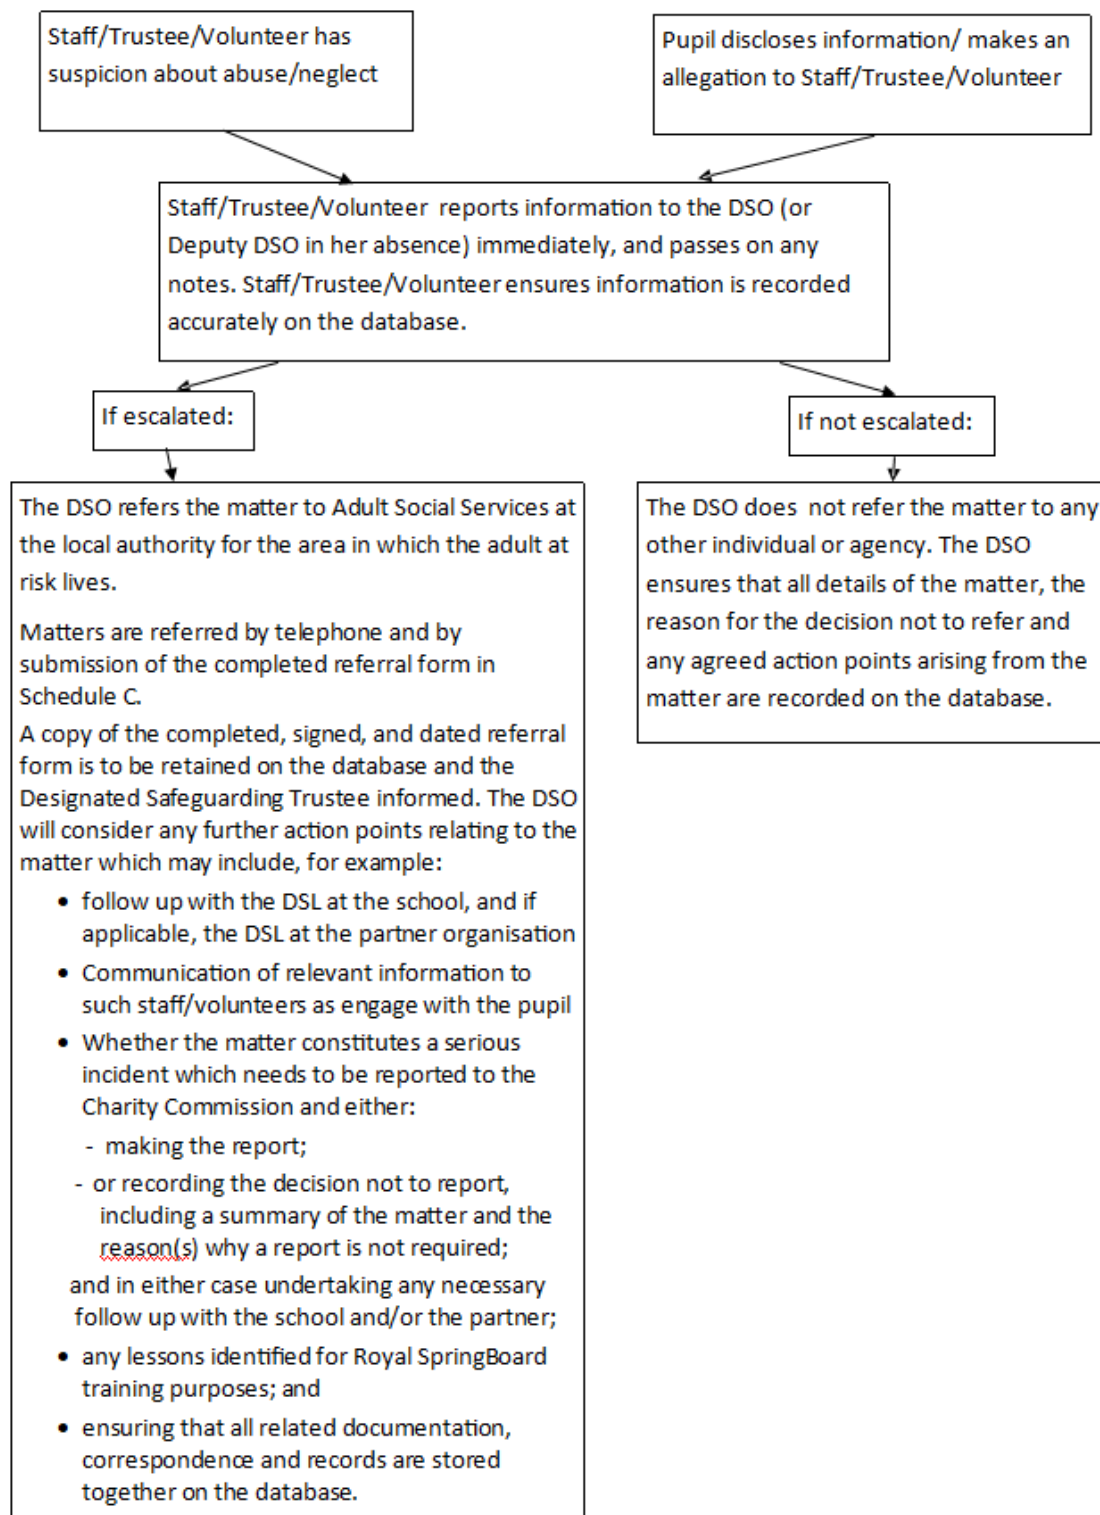 Staff/Trustee/Volunteer has
suspicion about abuse/neglect
Pupil discloses information/ makes an
allegation to Staff/Trustee/Volunteer
Staff/Trustee/Volunteer reports information to the DSO (or
Deputy DSO in her absence) immediately, and passes on any
notes. Staff/Trustee/Volunteer ensures information is recorded
accurately on the database.
If escalated:
If not escalated:
The DSO refers the matter to Adult Social Services at
the local authority for the area in which the adult at
risk lives.
Matters are referred by telephone and by
submission of the completed referral form in
Schedule C.
A copy of the completed, signed, and dated referral
form is to be retained on the database and the
Designated Safeguarding Trustee informed. The DSO
will consider any further action points relating to the
matter which may include, for example:
• follow up with the DSL at the school, and if
applicable, the DSL at the partner organisation
• Communication of relevant information to
such staff/volunteers as engage with the pupil
• Whether the matter constitutes a serious
incident which needs to be reported to the
Charity Commission and either:
- making the report;
- or recording the decision not to report,
including a summary of the matter and the
reason(s) why a report is not required;
and in either case undertaking any necessary
follow up with the school and/or the partner;
• any lessons identified for Royal SpringBoard
training purposes; and
• ensuring that all related documentation,
correspondence and records are stored
together on the database.
The DSO does not refer the matter to any
other individual or agency. The DSO
ensures that all details of the matter, the
reason for the decision not to refer and
any agreed action points arising from the
matter are recorded on the database.